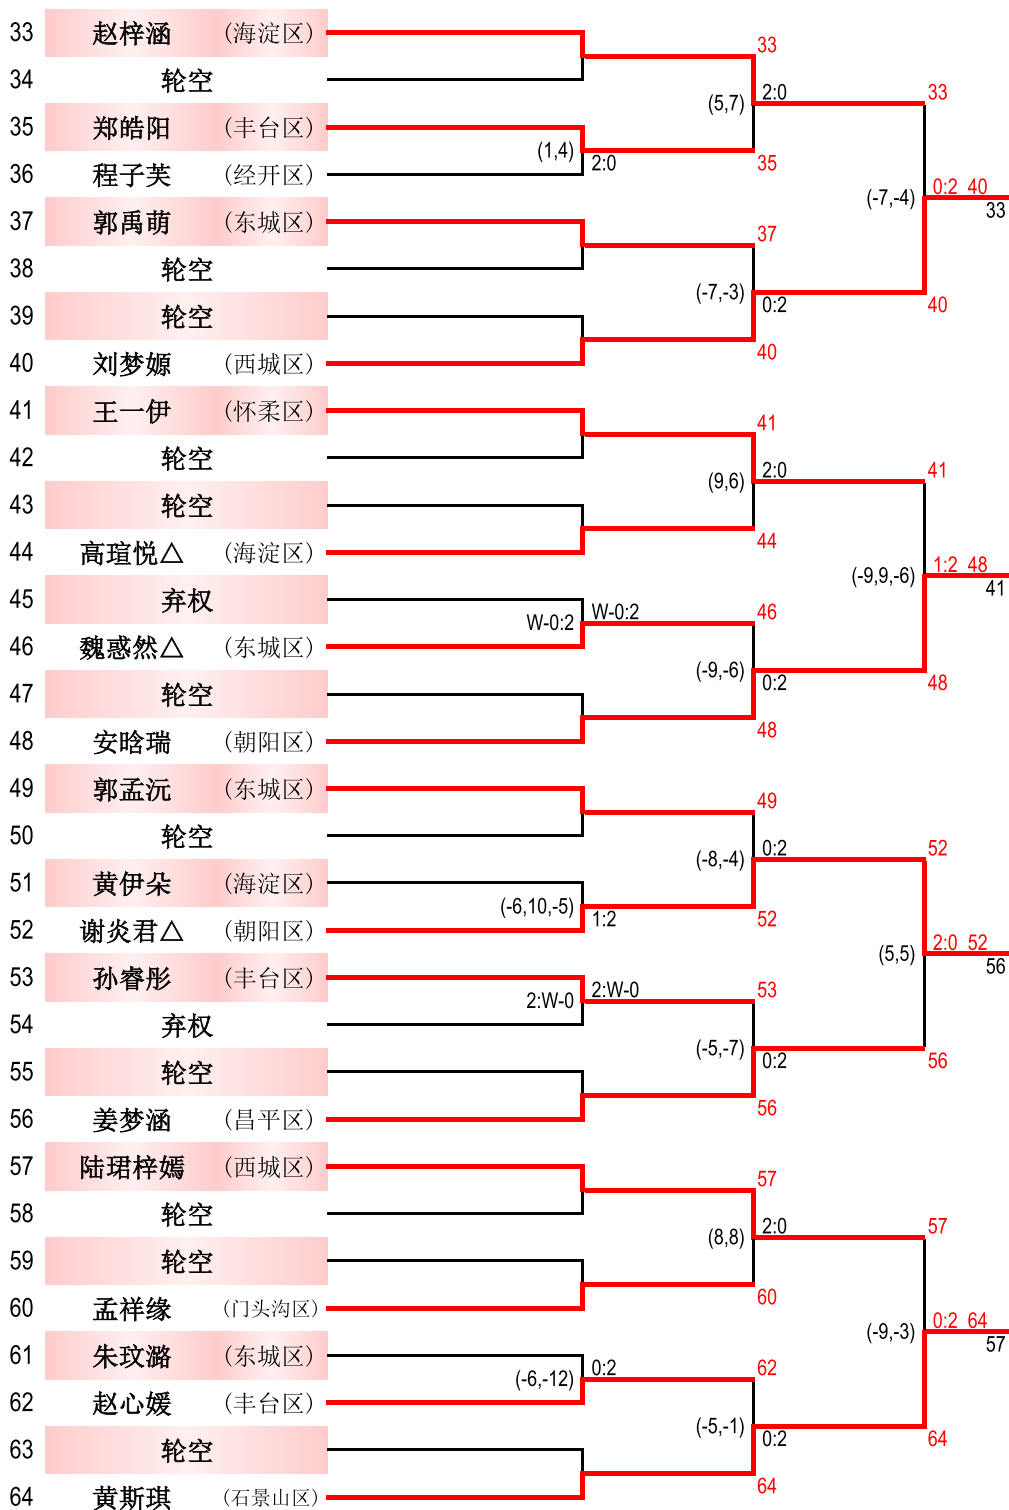 33 赵梓涵 (海淀区)
33
34 轮空
(5,7) 2:0 33
35 郑皓阳 (丰台区)
(1,4) 2:0 35
36 程子芙 (经开区)
(-7,-4) 0:2 40
33
37 郭禹萌 (东城区)
37
38 轮空
(-7,-3) 0:2 40
39 轮空
40
40 刘梦嫄 (西城区)
41 王一伊 (怀柔区)
41
42 轮空
(9,6) 2:0 41
43 轮空
44
44 高瑄悦△ (海淀区)
(-9,9,-6) 1:2 48
41
45 弃权
W-0:2 W-0:2 46
46 魏惑然△ (东城区)
(-9,-6) 0:2 48
47 轮空
48
48 安晗瑞 (朝阳区)
49 郭孟沅 (东城区)
49
50 轮空
(-8,-4) 0:2 52
51 黄伊朵 (海淀区)
(-6,10,-5) 1:2 52
52 谢炎君△ (朝阳区)
(5,5) 2:0 52
56
53 孙睿彤 (丰台区)
2:W-0 2:W-0 53
54 弃权
(-5,-7) 0:2 56
55 轮空
56
56 姜梦涵 (昌平区)
57 陆珺梓嫣 (西城区)
57
58 轮空
(8,8) 2:0 57
59 轮空
60
60 孟祥缘 (门头沟区)
(-9,-3) 0:2 64
57
61 朱玟潞 (东城区)
(-6,-12) 0:2 62
62 赵心媛 (丰台区)
(-5,-1) 0:2 64
63 轮空
64
64 黄斯琪 (石景山区)